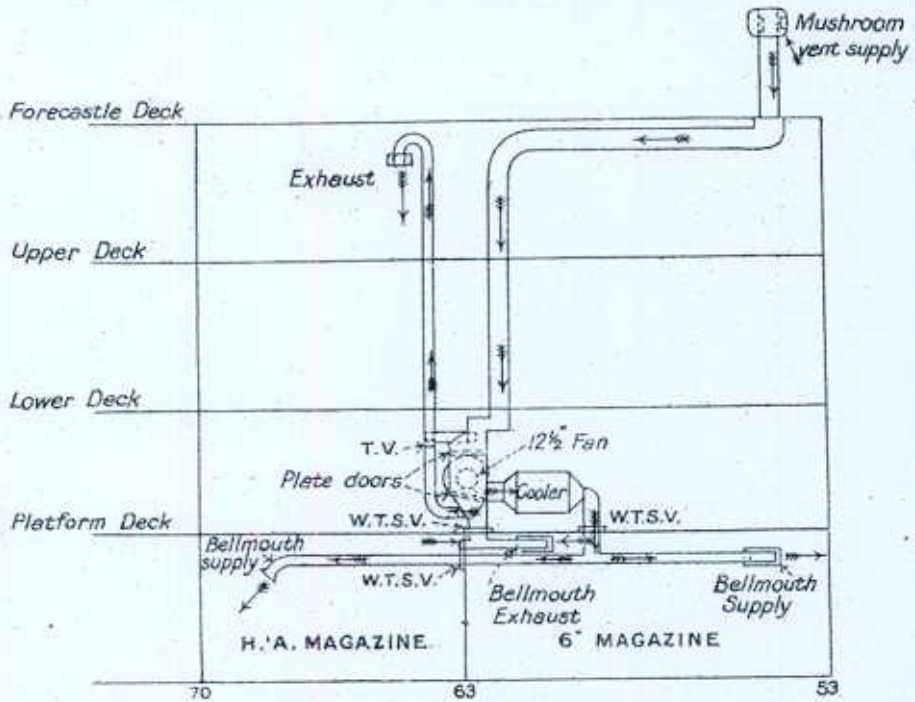 Mushroom
vent supply
Forecastle Deck
Exhaust
Upper Deck
Lower Deck
T.V.
12½" Fan
Plate doors
Cooler
Platform Deck
W.T.S.V.
W.T.S.V.
Bellmouth
supply
W.T.S.V.
Bellmouth
Exhaust
Bellmouth
Supply
H.A. MAGAZINE
6" MAGAZINE
70
63
53